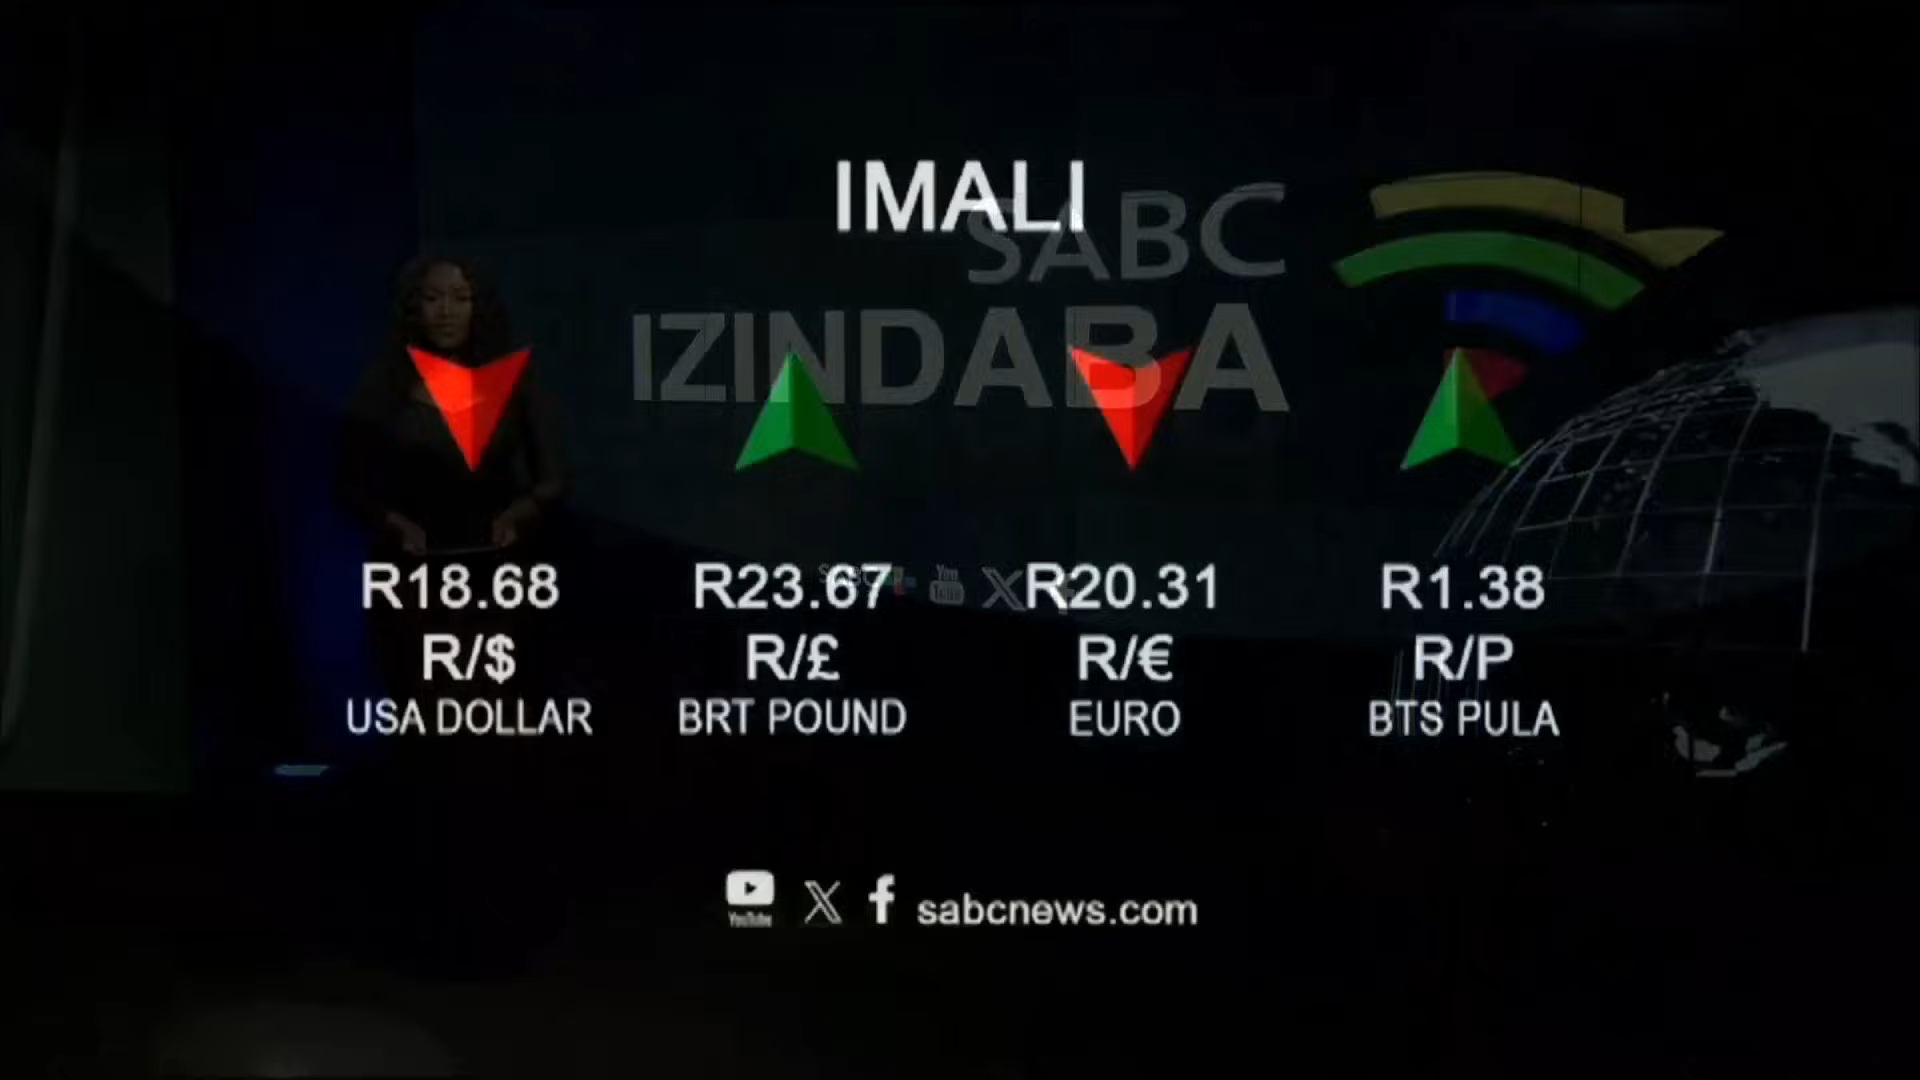 IMALI
SABC
IZINDABA
R18.68 R23.67 R20.31 R1.38
R/$ R/£ R/€ R/P
USA DOLLAR BRT POUND EURO BTS PULA
YouTube X f sabcnews.com